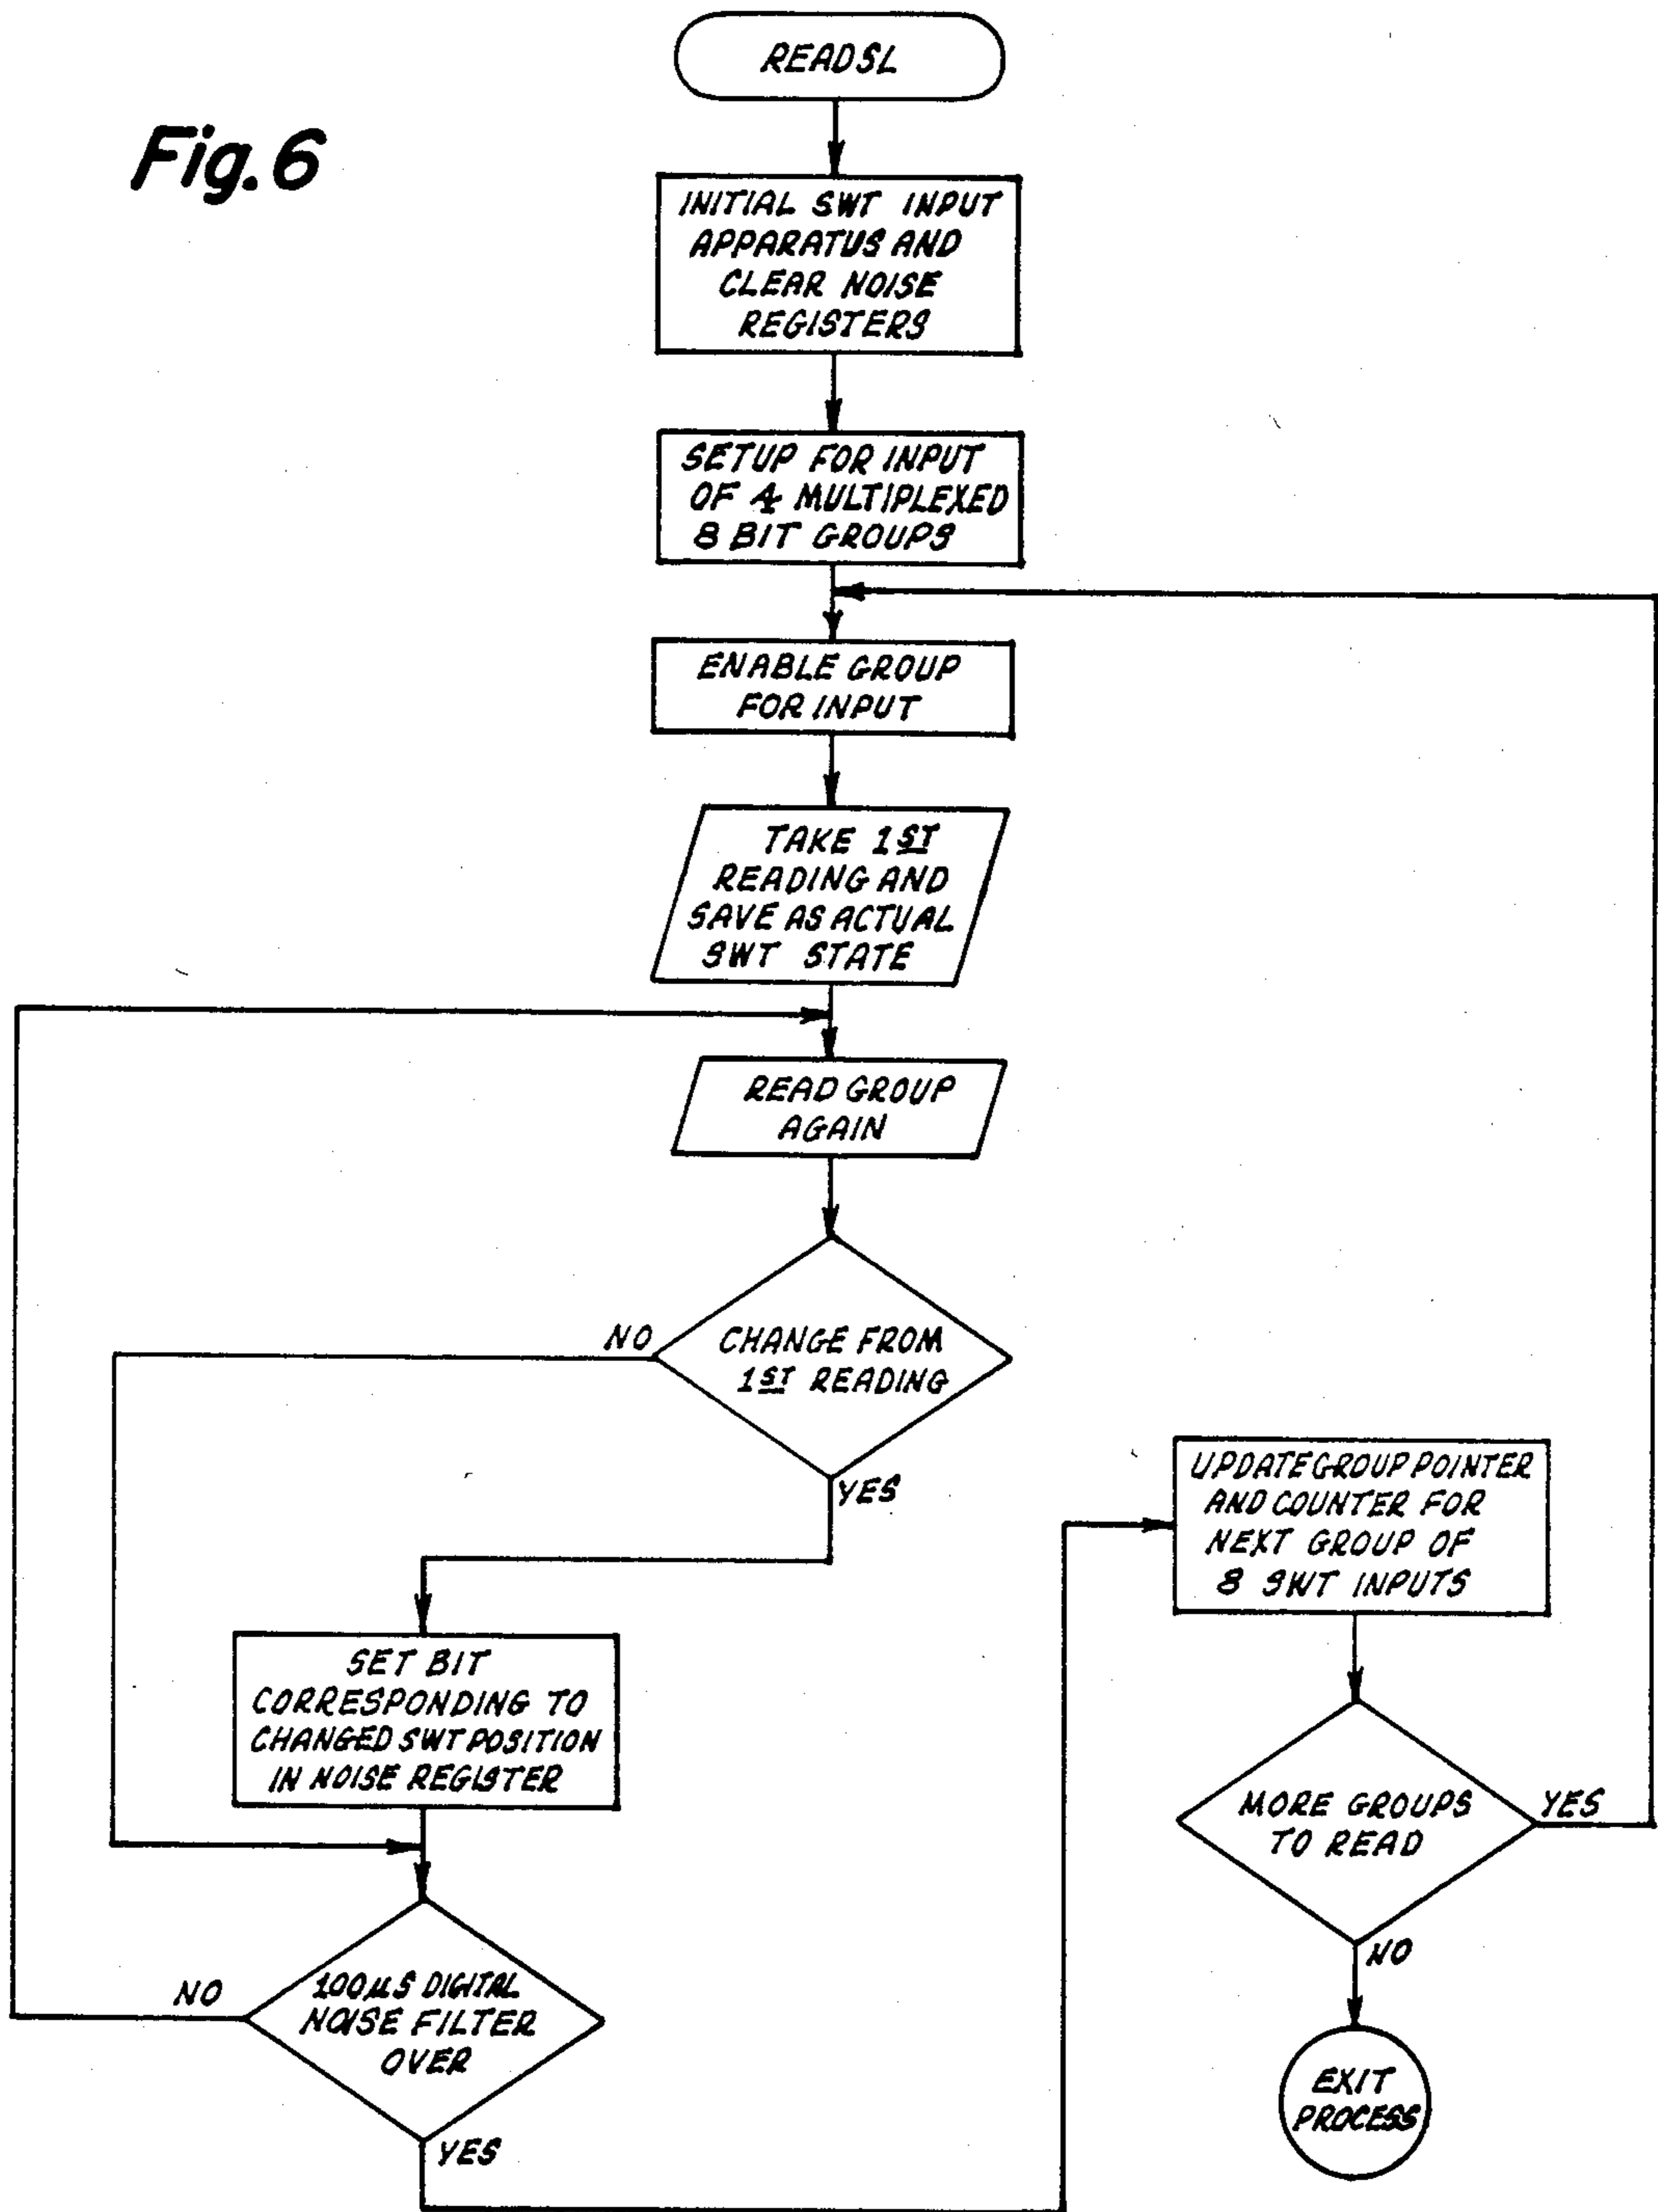 Fig. 6
READSL
INITIAL SWT INPUT
APPARATUS AND
CLEAR NOISE
REGISTERS
SETUP FOR INPUT
OF 4 MULTIPLEXED
8 BIT GROUPS
ENABLE GROUP
FOR INPUT
TAKE 1ST
READING AND
SAVE AS ACTUAL
SWT STATE
READ GROUP
AGAIN
NO
CHANGE FROM
1ST READING
YES
SET BIT
CORRESPONDING TO
CHANGED SWT POSITION
IN NOISE REGISTER
NO
100µS DIGITAL
NOISE FILTER
OVER
YES
UPDATE GROUP POINTER
AND COUNTER FOR
NEXT GROUP OF
8 SWT INPUTS
MORE GROUPS
TO READ
YES
NO
EXIT
PROCESS